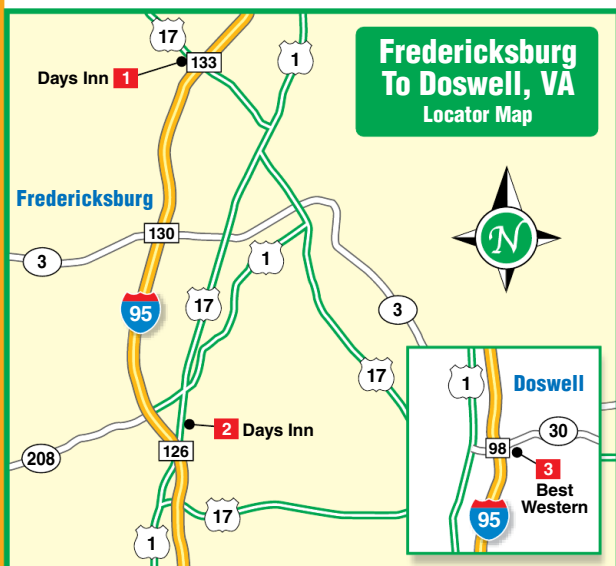 Fredericksburg
To Doswell, VA
Locator Map
17
1
133
Days Inn 1
Fredericksburg
130
3
1
N
95
17
3
17
1
Doswell
2 Days Inn
208
126
98
30
3
Best
Western
17
95
1